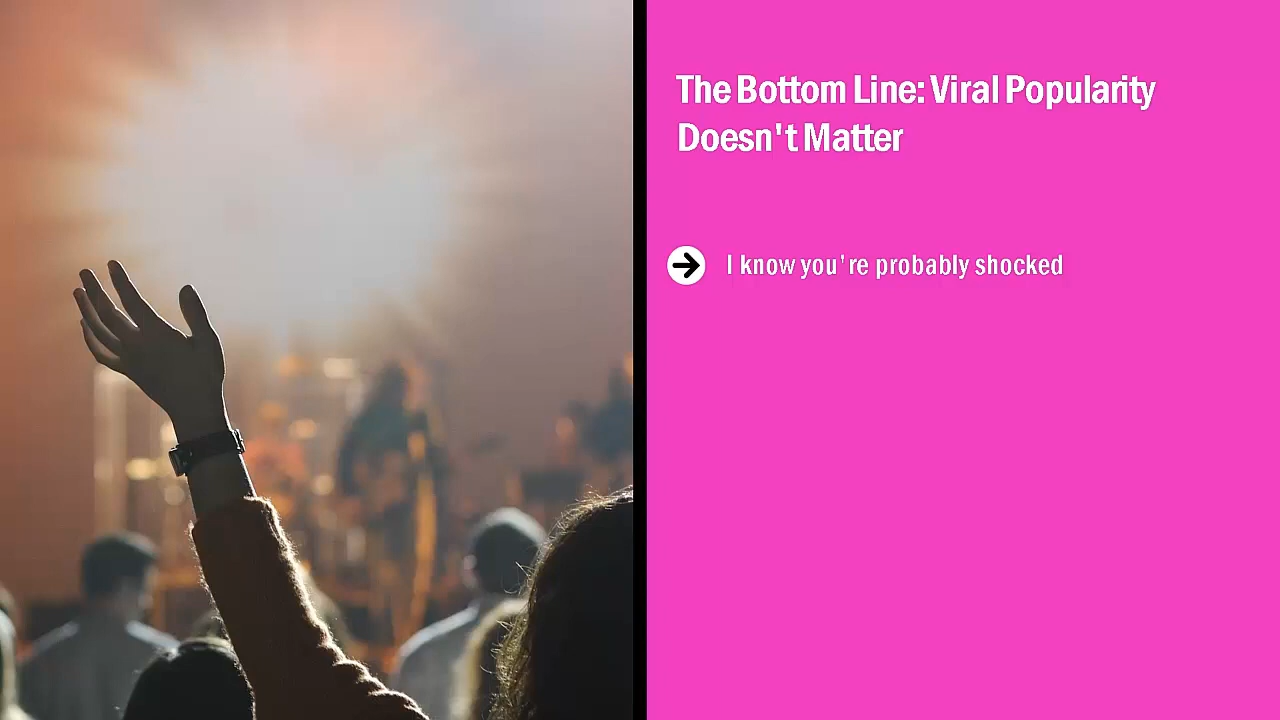 The Bottom Line: Viral Popularity
Doesn't Matter
I know you're probably shocked